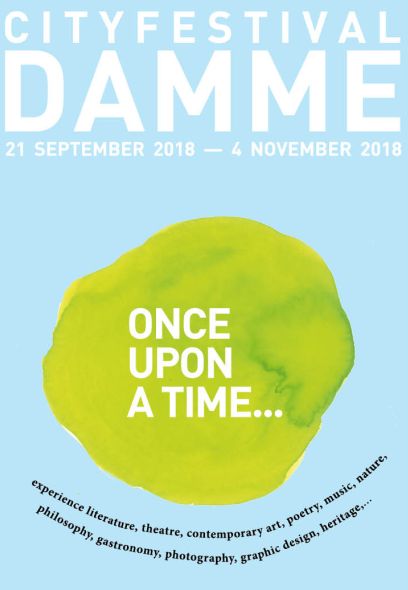 CITYFESTIVAL
DAMME
21 SEPTEMBER 2018 — 4 NOVEMBER 2018
ONCE
UPON
A TIME...
experience literature, theatre, contemporary art, poetry, music, nature,
philosophy, gastronomy, photography, graphic design, heritage,...